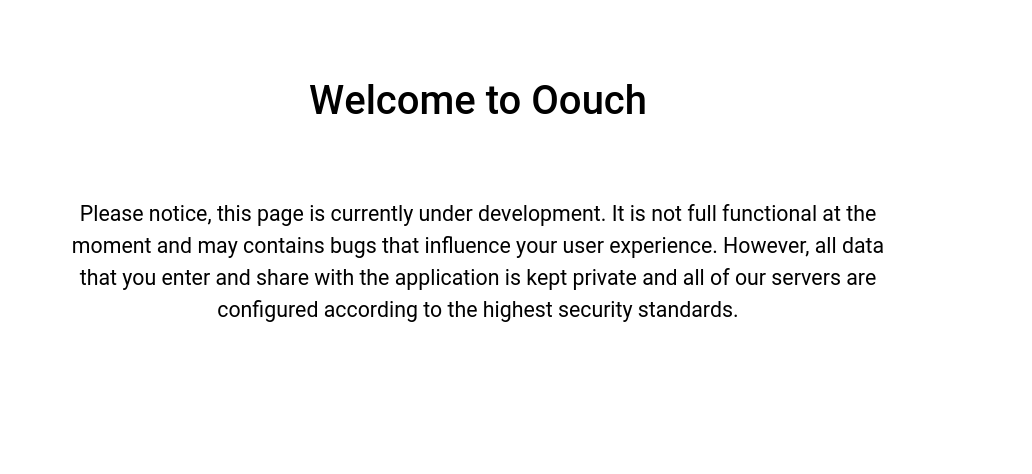 Welcome to Oouch
Please notice, this page is currently under development. It is not full functional at the
moment and may contains bugs that influence your user experience. However, all data
that you enter and share with the application is kept private and all of our servers are
configured according to the highest security standards.